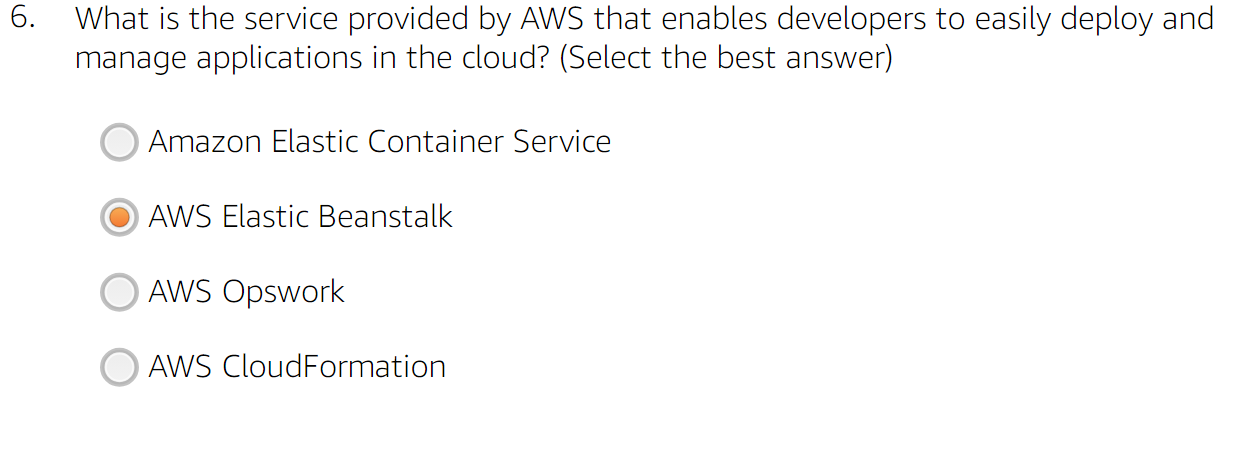 6. What is the service provided by AWS that enables developers to easily deploy and
manage applications in the cloud? (Select the best answer)
Amazon Elastic Container Service
AWS Elastic Beanstalk
AWS Opswork
AWS CloudFormation